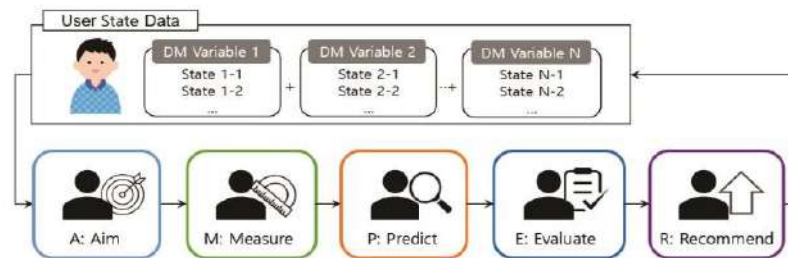 User State Data
DM Variable 1
State 1-1
State 1-2
...
+
DM Variable 2
State 2-1
State 2-2
...
...+
DM Variable N
State N-1
State N-2
...
A: Aim
M: Measure
P: Predict
E: Evaluate
R: Recommend